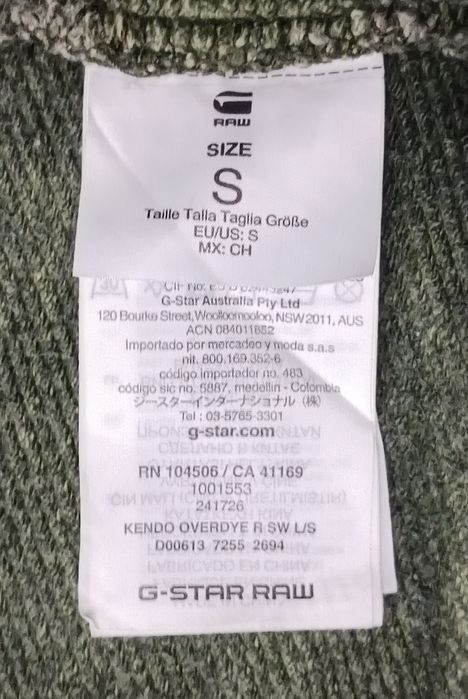 RAW
SIZE
S
Taille Talla Taglia Größe
EU/US: S
MX: CH
G-Star Australia Pty Ltd
120 Bourke Street, Woolloomooloo, NSW 2011, AUS
ACN 084011852
Importado por mercadeo y moda s.a.s
nit. 800.169.352-6
código importador no. 463
código sic no. 5887, medellin - Colombia
ジースターインターナショナル（株）
Tel : 03-5765-3301
g-star.com
RN 104506 / CA 41169
1001553
241726
KENDO OVERDYE R SW L/S
D00613 7255 2694
G-STAR RAW